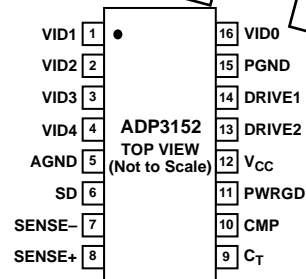 VID1 1 16 VID0
VID2 2 15 PGND
VID3 3 14 DRIVE1
VID4 4 ADP3152 13 DRIVE2
AGND 5 TOP VIEW 12 VCC
(Not to Scale)
SD 6 11 PWRGD
SENSE– 7 10 CMP
SENSE+ 8 9 CT